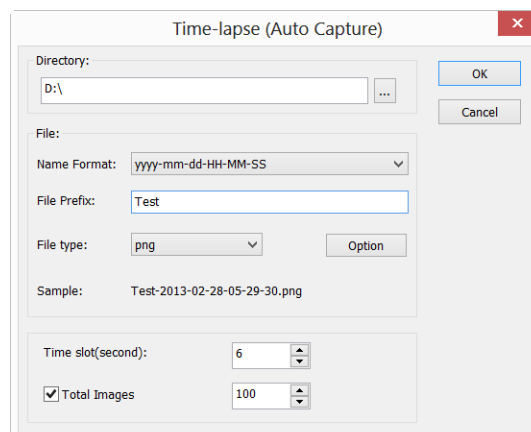 Time-lapse (Auto Capture)
Directory:
D:\
...
OK
Cancel
File:
Name Format: yyyy-mm-dd-HH-MM-SS
File Prefix: Test
File type: png Option
Sample: Test-2013-02-28-05-29-30.png
Time slot(second): 6
Total Images 100